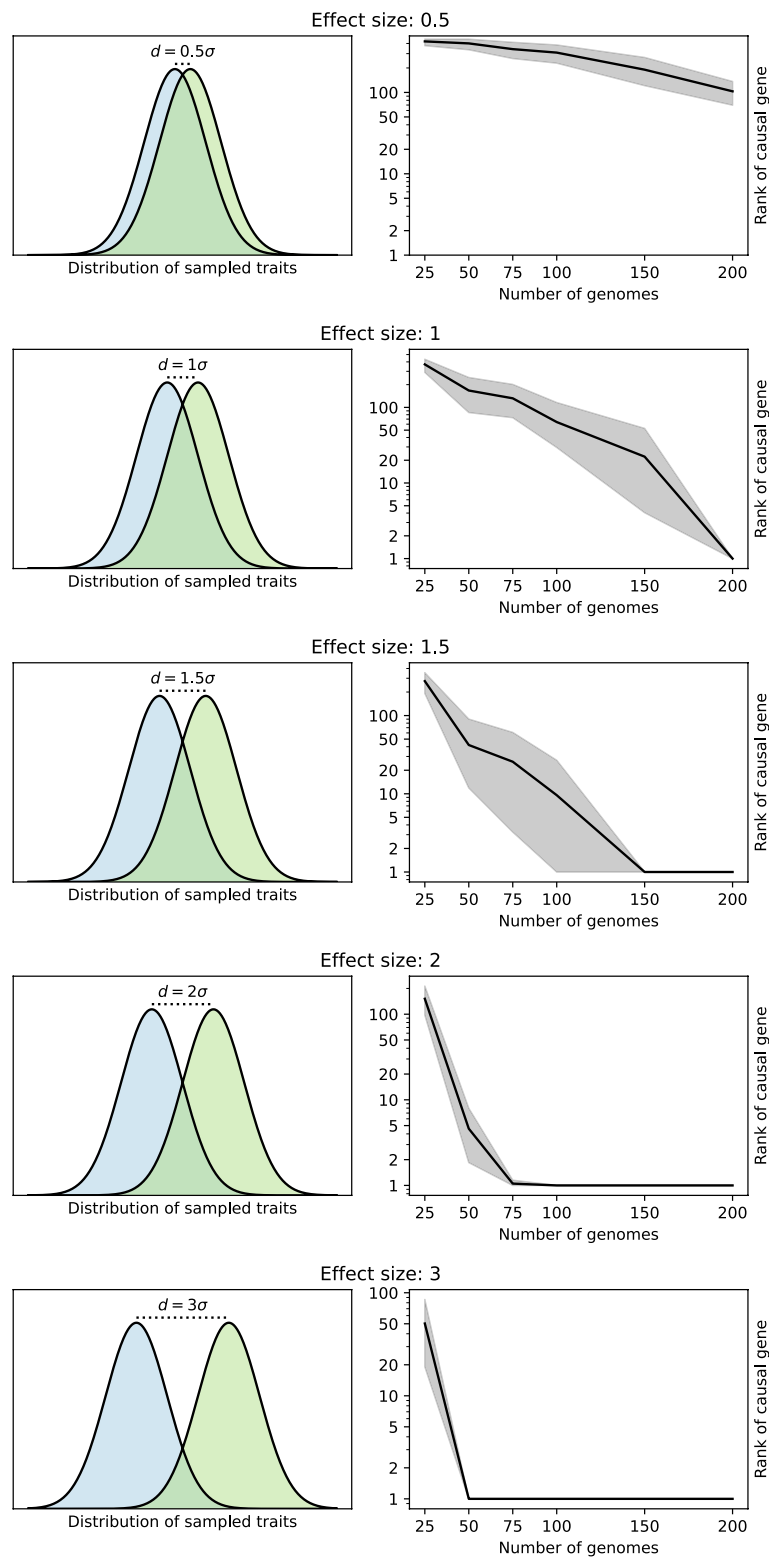 Effect size: 0.5
d = 0.5σ
Distribution of sampled traits
100
50
20
10
5
2
1
25 50 75 100 150 200
Number of genomes
Rank of causal gene
Effect size: 1
d = 1σ
Distribution of sampled traits
100
50
20
10
5
2
1
25 50 75 100 150 200
Number of genomes
Rank of causal gene
Effect size: 1.5
d = 1.5σ
Distribution of sampled traits
100
50
20
10
5
2
1
25 50 75 100 150 200
Number of genomes
Rank of causal gene
Effect size: 2
d = 2σ
Distribution of sampled traits
100
50
20
10
5
2
1
25 50 75 100 150 200
Number of genomes
Rank of causal gene
Effect size: 3
d = 3σ
Distribution of sampled traits
100
50
20
10
5
2
1
25 50 75 100 150 200
Number of genomes
Rank of causal gene